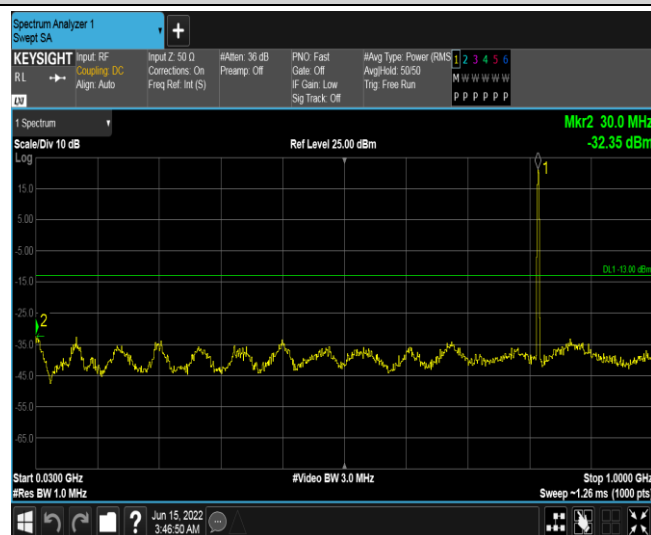 Spectrum Analyzer 1
Swept SA
+
KEYSIGHT
RL
LXI
Input: RF
Coupling: DC
Align: Auto
Input Z: 50 Ω
Corrections: On
Freq Ref: Int (S)
#Atten: 36 dB
Preamp: Off
PNO: Fast
Gate: Off
IF Gain: Low
Sig Track: Off
#Avg Type: Power (RMS
Avg|Hold: 50/50
Trig: Free Run
1 2 3 4 5 6
M W W W W W
P P P P P P
1 Spectrum
Scale/Div 10 dB
Ref Level 25.00 dBm
Mkr2 30.0 MHz
-32.35 dBm
Log
1
15.0
5.00
-5.00
DL1 -13.00 dBm
-15.0
-25.0
2
-35.0
-45.0
-55.0
-65.0
Start 0.0300 GHz
#Video BW 3.0 MHz
Stop 1.0000 GHz
#Res BW 1.0 MHz
Sweep ~1.26 ms (1000 pts)
?
Jun 15, 2022
3:46:50 AM